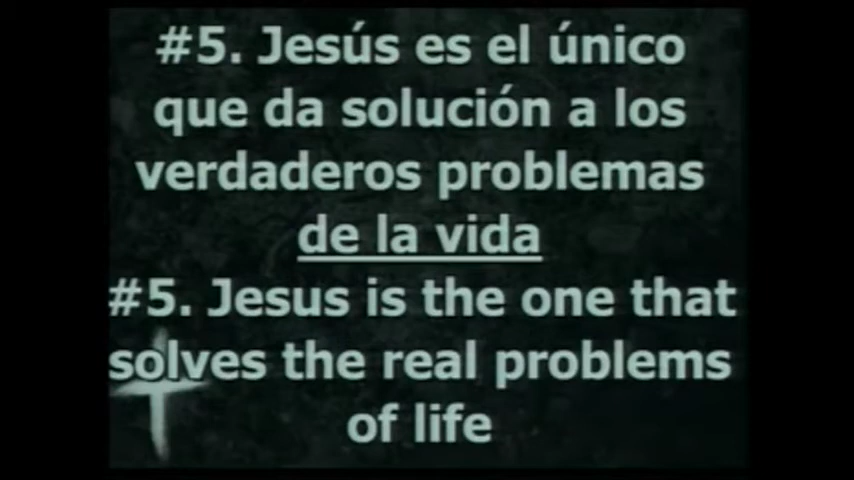 #5. Jesús es el único
que da solución a los
verdaderos problemas
de la vida
#5. Jesus is the one that
solves the real problems
of life